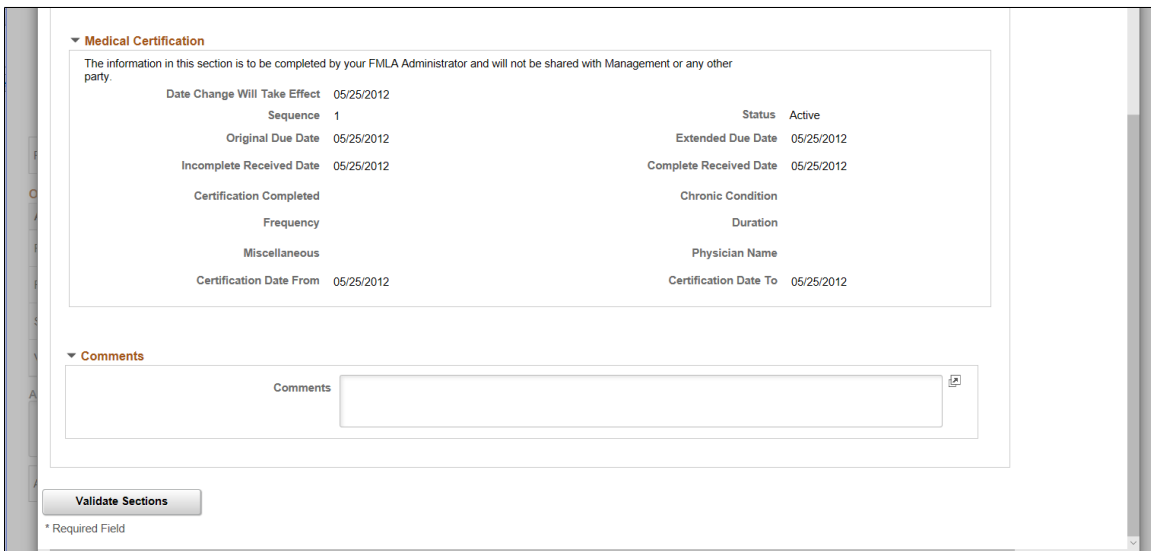 Medical Certification
The information in this section is to be completed by your FMLA Administrator and will not be shared with Management or any other
party.
Date Change Will Take Effect 05/25/2012
Sequence 1 Status Active
Original Due Date 05/25/2012 Extended Due Date 05/25/2012
Incomplete Received Date 05/25/2012 Complete Received Date 05/25/2012
Certification Completed Chronic Condition
Frequency Duration
Miscellaneous Physician Name
Certification Date From 05/25/2012 Certification Date To 05/25/2012
Comments
Comments
Validate Sections
* Required Field